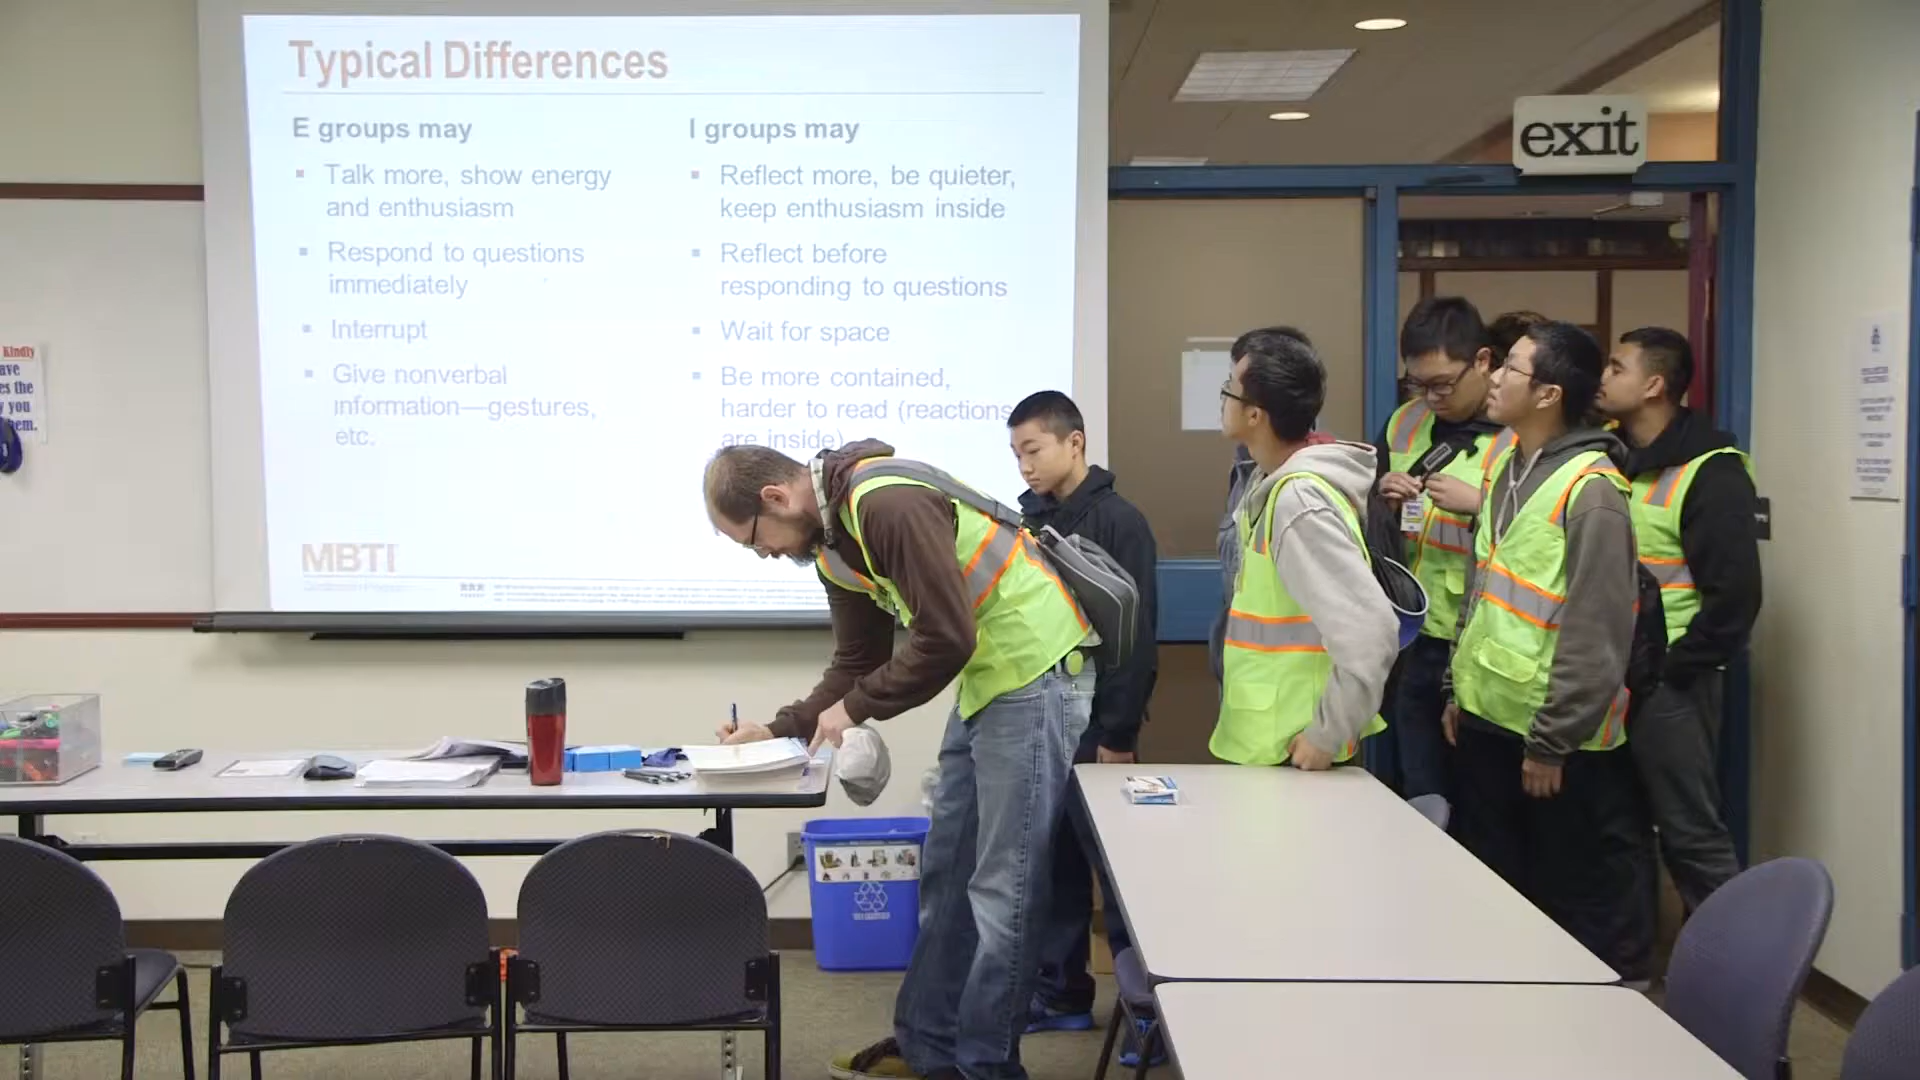 Typical Differences
E groups may
Talk more, show energy
and enthusiasm
Respond to questions
immediately
Interrupt
Give nonverbal
information—gestures,
etc.
I groups may
Reflect more, be quieter,
keep enthusiasm inside
Reflect before
responding to questions
Wait for space
Be more contained,
harder to read (reactions
are inside)
MBTI
exit
Kindly